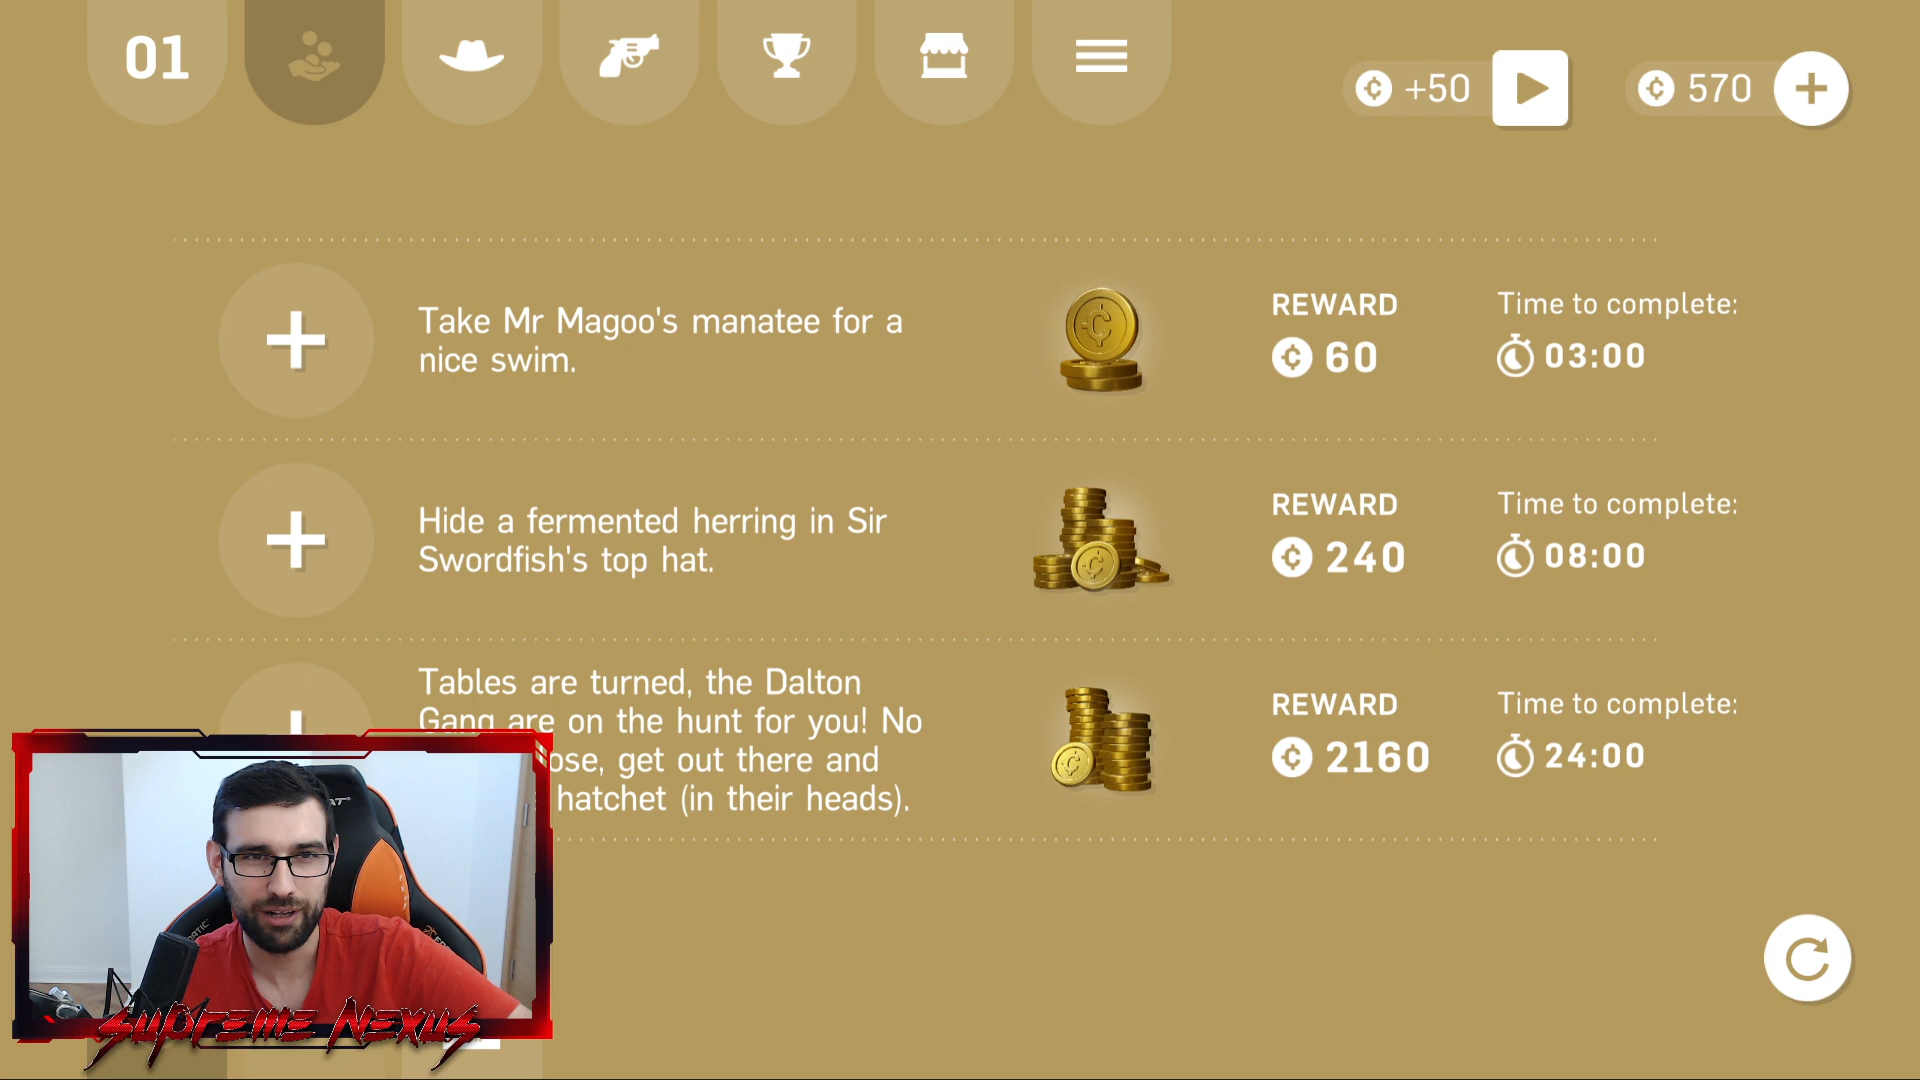 01
+50
570
Take Mr Magoo's manatee for a
nice swim.
REWARD
60
Time to complete:
03:00
Hide a fermented herring in Sir
Swordfish's top hat.
REWARD
240
Time to complete:
08:00
Tables are turned, the Dalton
Gang are on the hunt for you! No
get out there and
hatchet (in their heads).
REWARD
2160
Time to complete:
24:00
SUPREME NEXUS